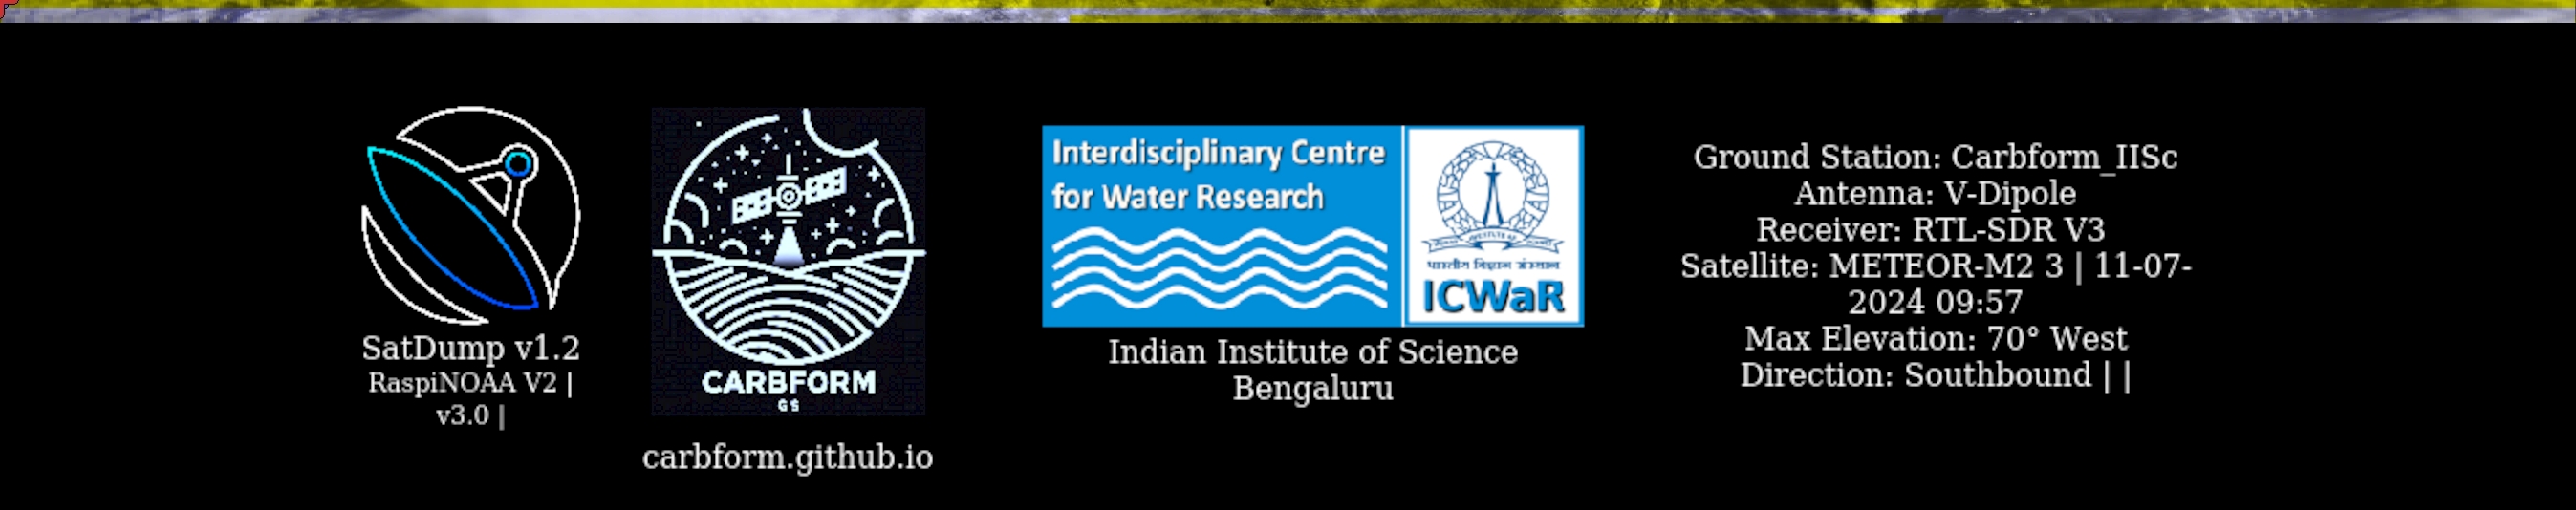 SatDump v1.2
RaspiNOAA V2 |
v3.0 |
CARBFORM
GS
carbform.github.io
Interdisciplinary Centre
for Water Research
भारतीय विज्ञान संस्थान
ICWaR
Indian Institute of Science
Bengaluru
Ground Station: Carbform_IISc
Antenna: V-Dipole
Receiver: RTL-SDR V3
Satellite: METEOR-M2 3 | 11-07-
2024 09:57
Max Elevation: 70° West
Direction: Southbound | |